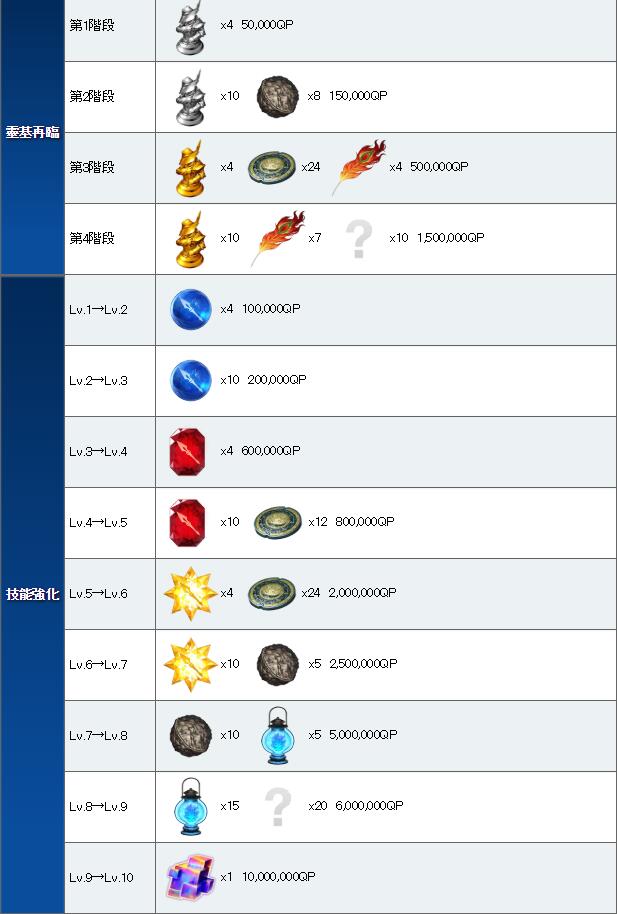 靈基再臨
第1階段 x4 50,000QP
第2階段 x10 x8 150,000QP
第3階段 x4 x24 x4 500,000QP
第4階段 x10 x7 ? x10 1,500,000QP
技能強化
Lv.1→Lv.2 x4 100,000QP
Lv.2→Lv.3 x10 200,000QP
Lv.3→Lv.4 x4 600,000QP
Lv.4→Lv.5 x10 x12 800,000QP
Lv.5→Lv.6 x4 x24 2,000,000QP
Lv.6→Lv.7 x10 x5 2,500,000QP
Lv.7→Lv.8 x10 x5 5,000,000QP
Lv.8→Lv.9 x15 ? x20 6,000,000QP
Lv.9→Lv.10 x1 10,000,000QP